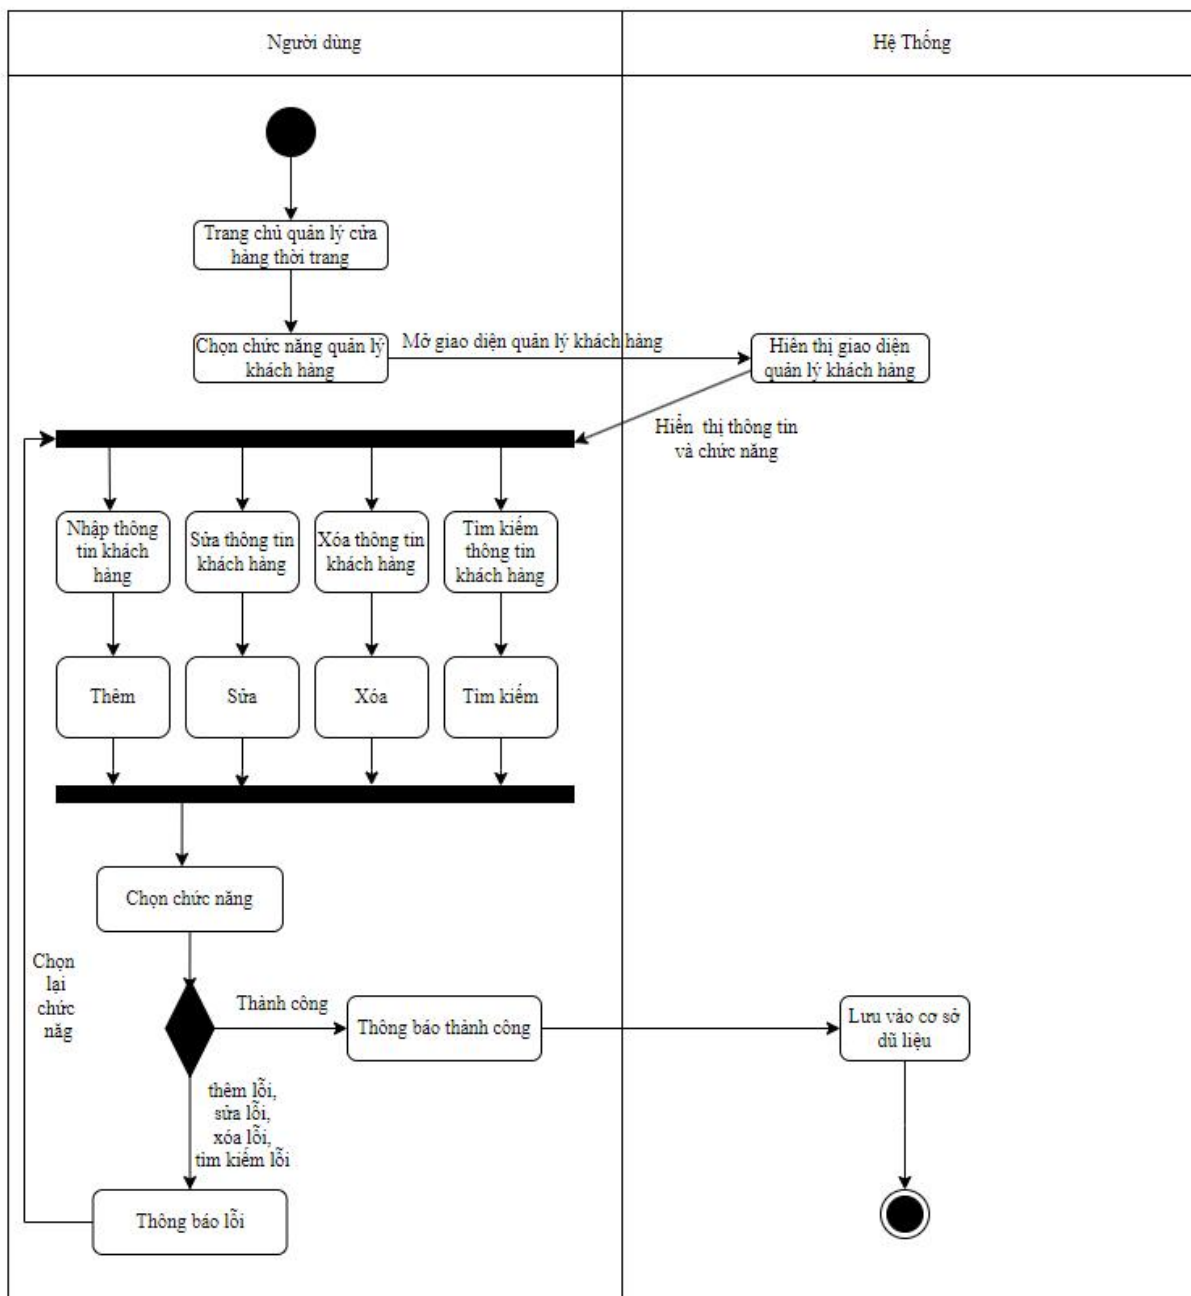 Người dùng
Hệ Thống
Trang chủ quản lý cửa
hàng thời trang
Chọn chức năng quản lý
khách hàng
Mở giao diện quản lý khách hàng
Hiển thị giao diện
quản lý khách hàng
Hiển thị thông tin
và chức năng
Nhập thông
tin khách
hàng
Sửa thông tin
khách hàng
Xóa thông tin
khách hàng
Tìm kiếm
thông tin
khách hàng
Thêm
Sửa
Xóa
Tìm kiếm
Chọn chức năng
Chọn
lại
chức
năg
Thành công
Thông báo thành công
Lưu vào cơ sở
dũ liệu
thêm lỗi,
sửa lỗi,
xóa lỗi,
tìm kiếm lỗi
Thông báo lỗi